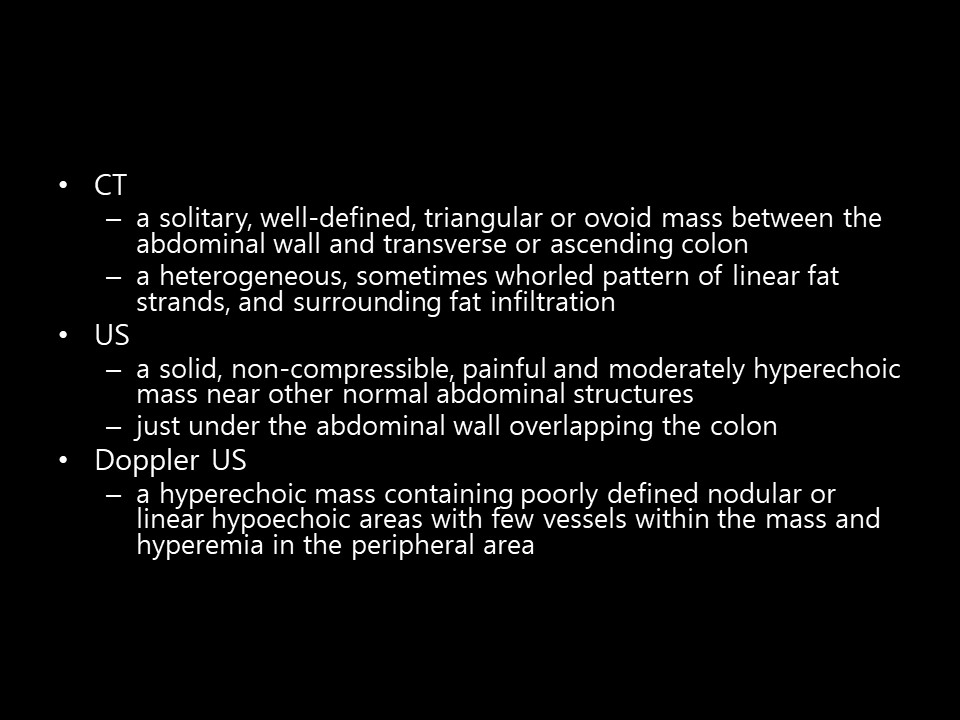 • CT
– a solitary, well-defined, triangular or ovoid mass between the
abdominal wall and transverse or ascending colon
– a heterogeneous, sometimes whorled pattern of linear fat
strands, and surrounding fat infiltration
• US
– a solid, non-compressible, painful and moderately hyperechoic
mass near other normal abdominal structures
– just under the abdominal wall overlapping the colon
• Doppler US
– a hyperechoic mass containing poorly defined nodular or
linear hypoechoic areas with few vessels within the mass and
hyperemia in the peripheral area